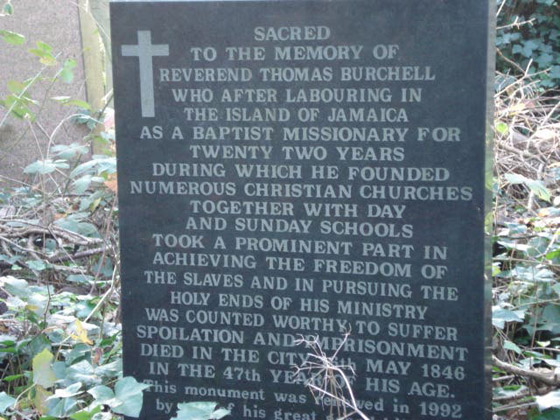 SACRED
TO THE MEMORY OF
REVEREND THOMAS BURCHELL
WHO AFTER LABOURING IN
THE ISLAND OF JAMAICA
AS A BAPTIST MISSIONARY FOR
TWENTY TWO YEARS
DURING WHICH HE FOUNDED
NUMEROUS CHRISTIAN CHURCHES
TOGETHER WITH DAY
AND SUNDAY SCHOOLS
TOOK A PROMINENT PART IN
ACHIEVING THE FREEDOM OF
THE SLAVES AND IN PURSUING THE
HOLY ENDS OF HIS MINISTRY
WAS COUNTED WORTHY TO SUFFER
SPOILATION AND IMPRISONMENT
DIED IN THE CITY MAY 1846
IN THE 47TH YEAR HIS AGE.
This monument was renewed in 1992
by his great